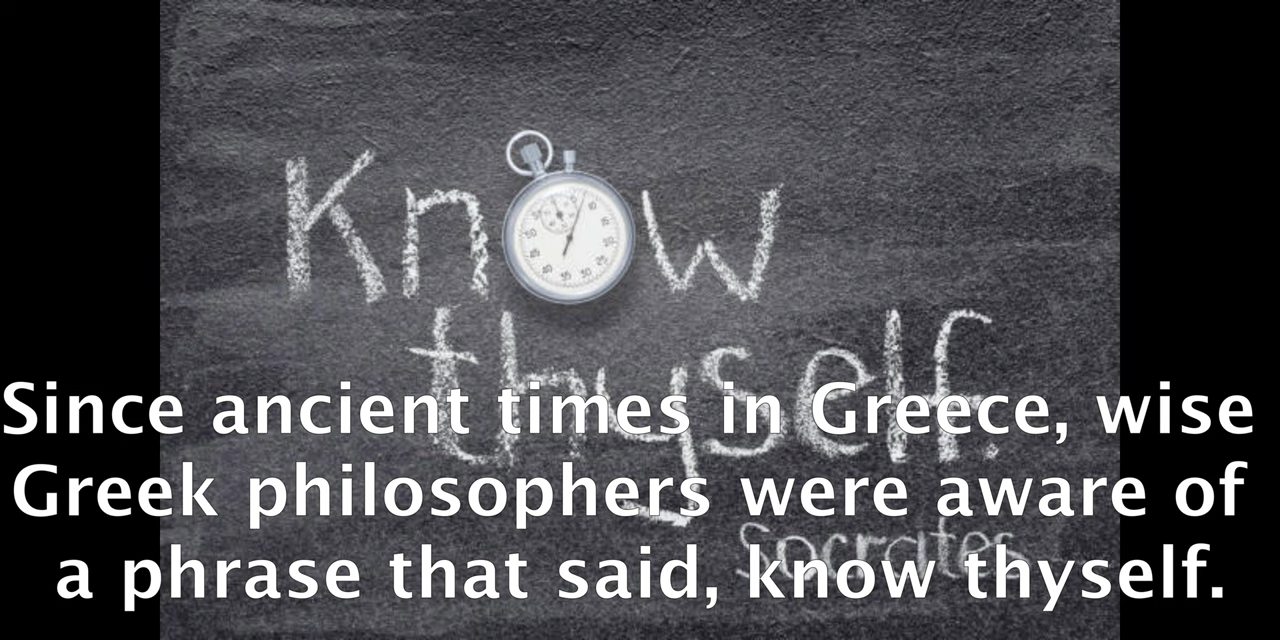 Know
thyself.
Socrates
Since ancient times in Greece, wise
Greek philosophers were aware of
a phrase that said, know thyself.